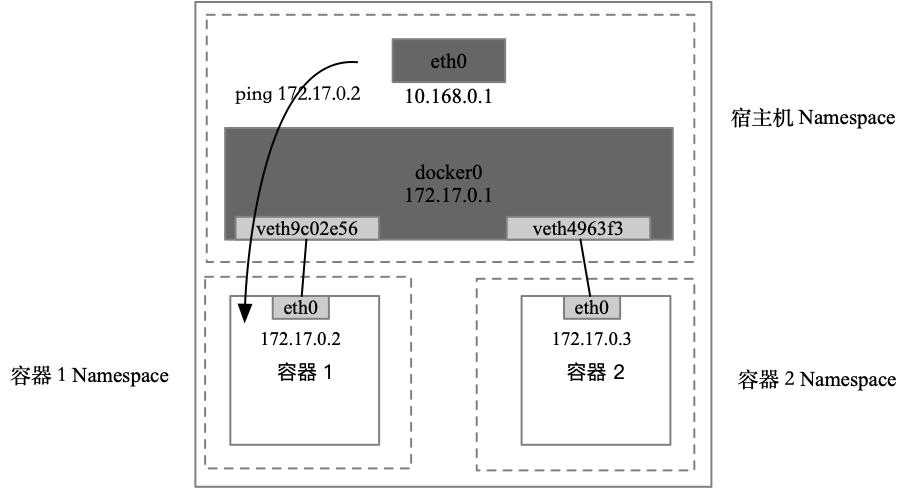 eth0
ping 172.17.0.2
10.168.0.1
宿主机 Namespace
docker0
172.17.0.1
veth9c02e56
veth4963f3
eth0
eth0
172.17.0.2
172.17.0.3
容器 1
容器 2
容器 1 Namespace
容器 2 Namespace